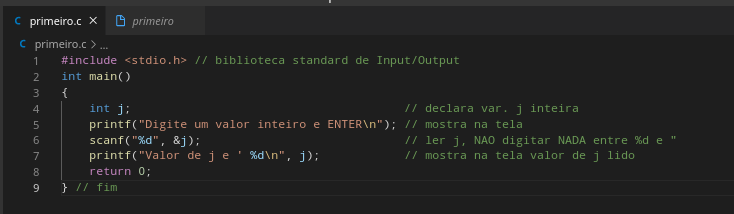 C primeiro.c × primeiro
C primeiro.c > ...
1 #include <stdio.h> // biblioteca standard de Input/Output
2 int main()
3 {
4 int j; // declara var. j inteira
5 printf("Digite um valor inteiro e ENTER\n"); // mostra na tela
6 scanf("%d", &j); // ler j, NAO digitar NADA entre %d e "
7 printf("Valor de j e ' %d\n", j); // mostra na tela valor de j lido
8 return 0;
9 } // fim